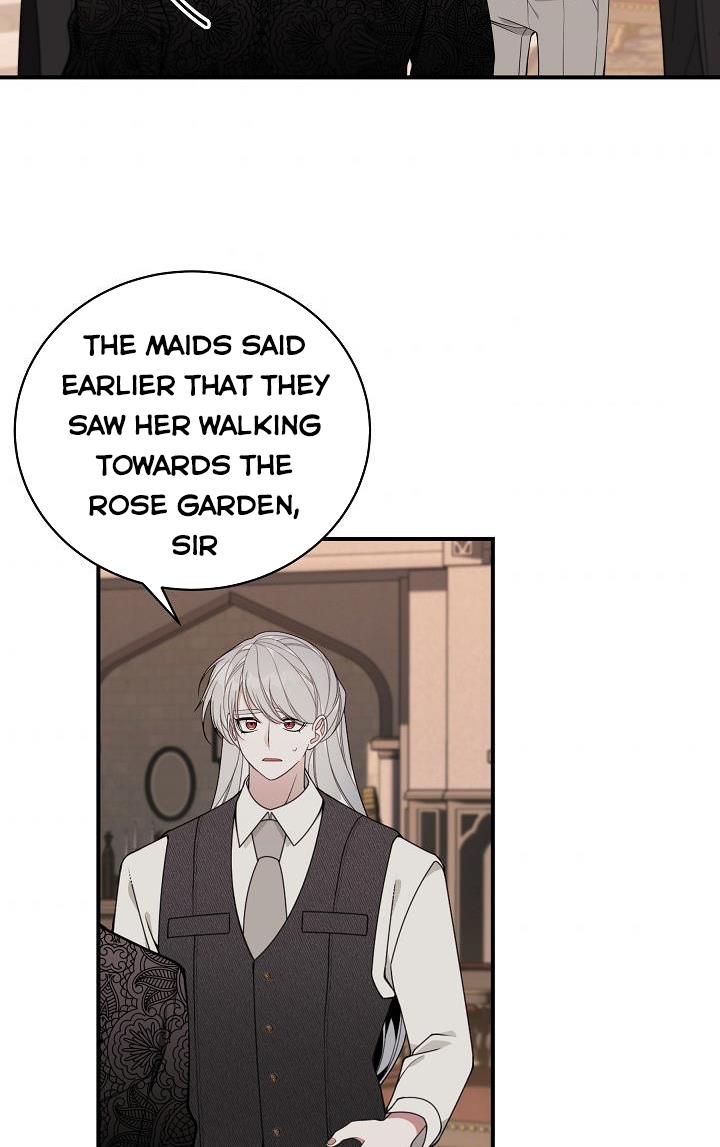 THE MAIDS SAID
EARLIER THAT THEY
SAW HER WALKING
TOWARDS THE
ROSE GARDEN,
SIR